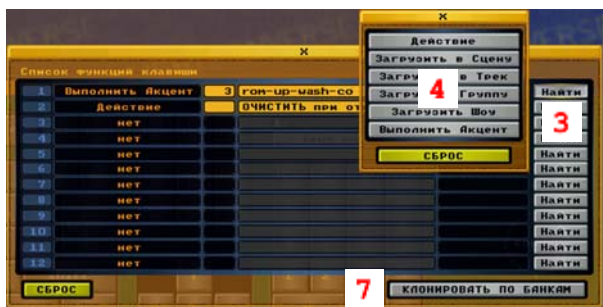 X
Действие
Загрузить в Сцену
в Трек
Группу
Загрузить Шоу
Выполнить Акцент
СБРОС
4
X
Список функций клавиши
1 Выполнить Акцент 3 rom-up-wash-co Найти
2 Действие ОЧИСТИТЬ при от
3 нет
4 нет
3
5 нет Найти
6 нет Найти
7 нет Найти
8 нет Найти
9 нет Найти
10 нет Найти
11 нет Найти
12 нет Найти
СБРОС 7 КЛОНИРОВАТЬ ПО БАНКАМ